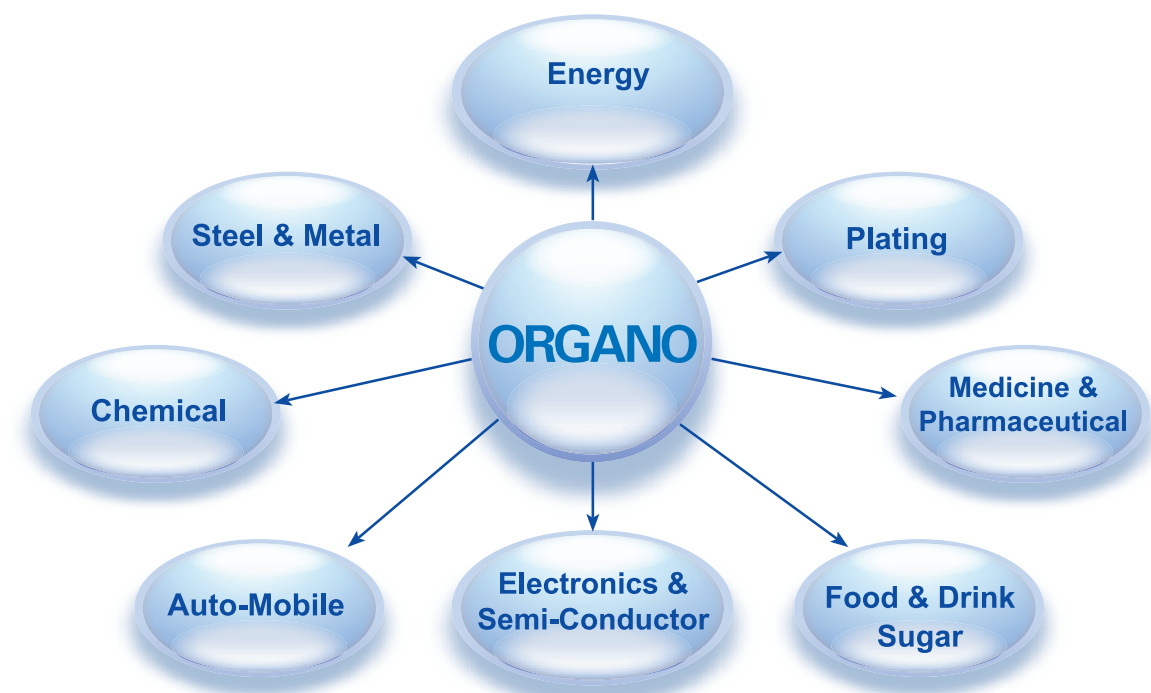 Energy
Steel & Metal
Plating
ORGANO
Chemical
Medicine &
Pharmaceutical
Auto-Mobile
Electronics &
Semi-Conductor
Food & Drink
Sugar